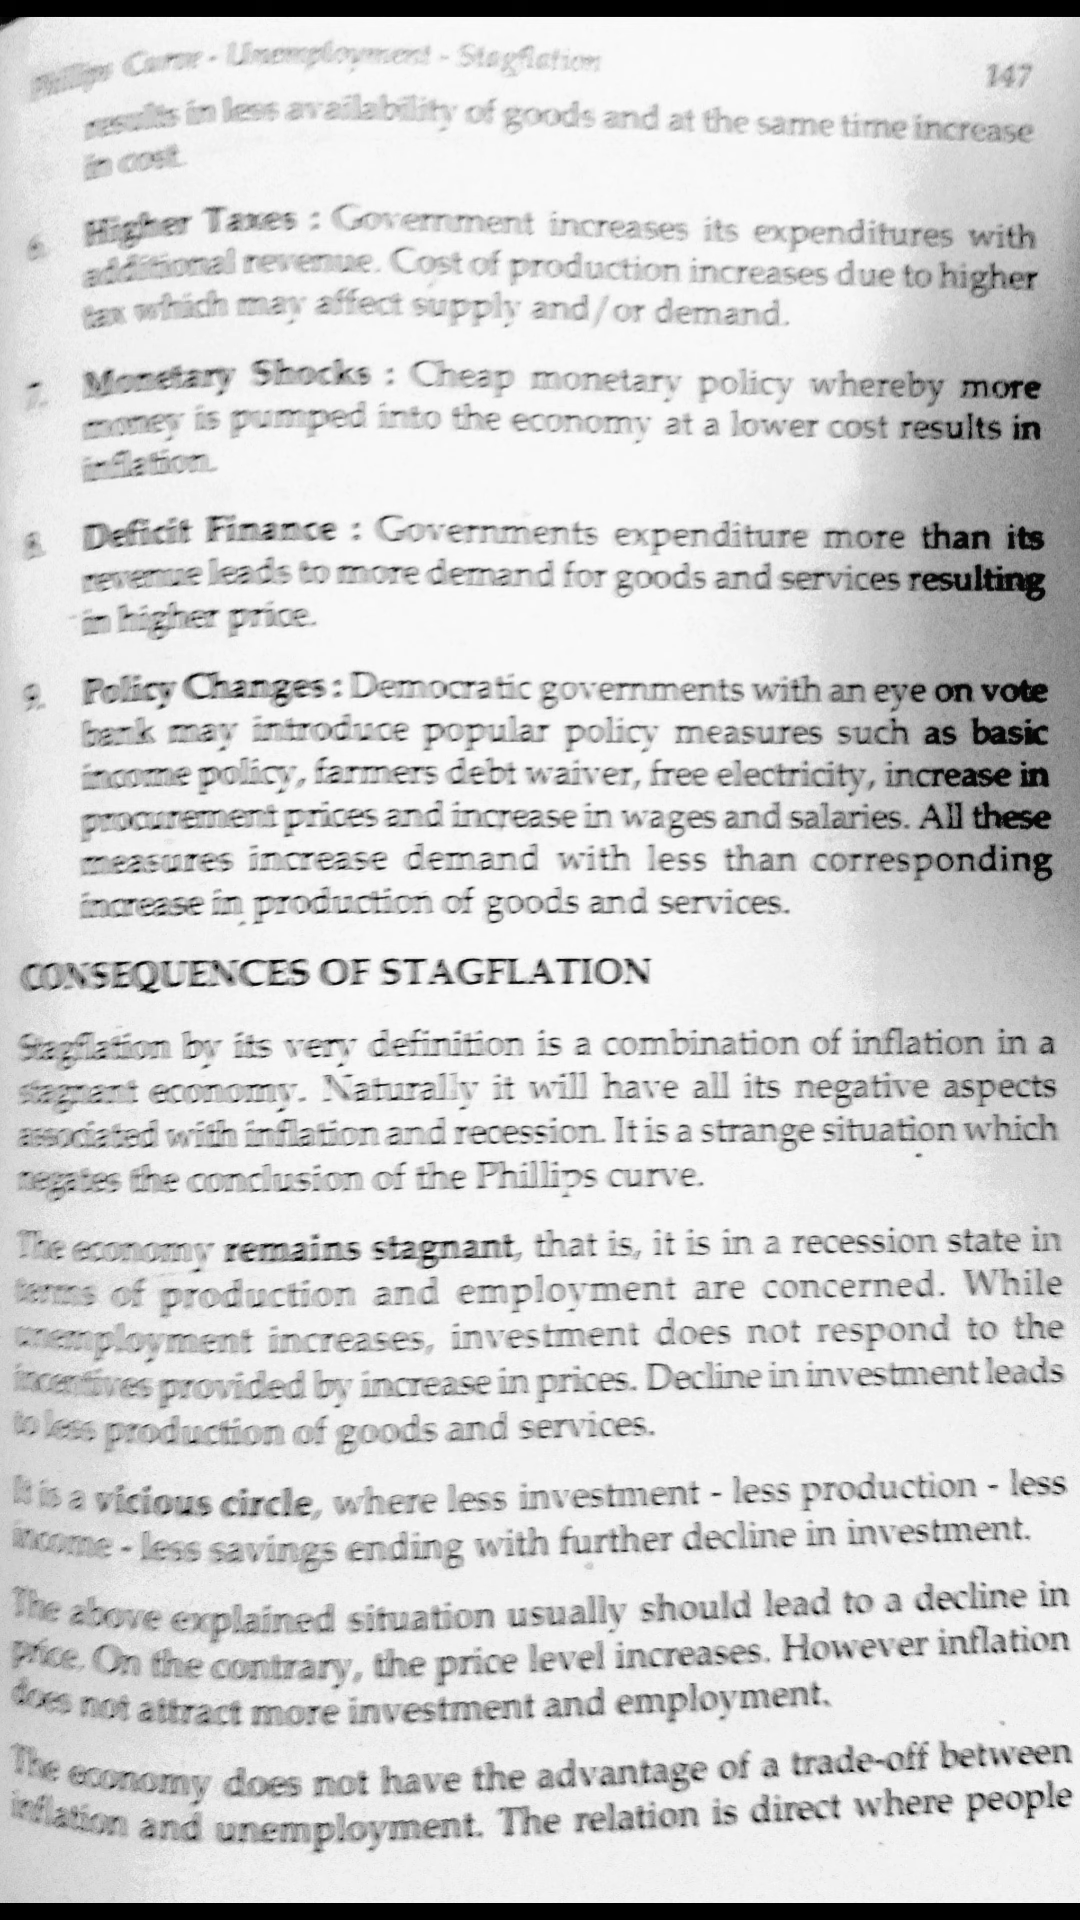 Phillips Curve - Unemployment - Stagflation
147
results in less availability of goods and at the same time increase
in cost.
6. Higher Taxes : Government increases its expenditures with
additional revenue. Cost of production increases due to higher
tax which may affect supply and/or demand.
7. Monetary Shocks : Cheap monetary policy whereby more
money is pumped into the economy at a lower cost results in
inflation.
8. Deficit Finance : Governments expenditure more than its
revenue leads to more demand for goods and services resulting
in higher price.
9. Policy Changes : Democratic governments with an eye on vote
bank may introduce popular policy measures such as basic
income policy, farmers debt waiver, free electricity, increase in
procurement prices and increase in wages and salaries. All these
measures increase demand with less than corresponding
increase in production of goods and services.
CONSEQUENCES OF STAGFLATION
Stagflation by its very definition is a combination of inflation in a
stagnant economy. Naturally it will have all its negative aspects
associated with inflation and recession. It is a strange situation which
negates the conclusion of the Phillips curve.
The economy remains stagnant, that is, it is in a recession state in
terms of production and employment are concerned. While
unemployment increases, investment does not respond to the
incentives provided by increase in prices. Decline in investment leads
to less production of goods and services.
It is a vicious circle, where less investment - less production - less
income - less savings ending with further decline in investment.
The above explained situation usually should lead to a decline in
price. On the contrary, the price level increases. However inflation
does not attract more investment and employment.
The economy does not have the advantage of a trade-off between
inflation and unemployment. The relation is direct where people